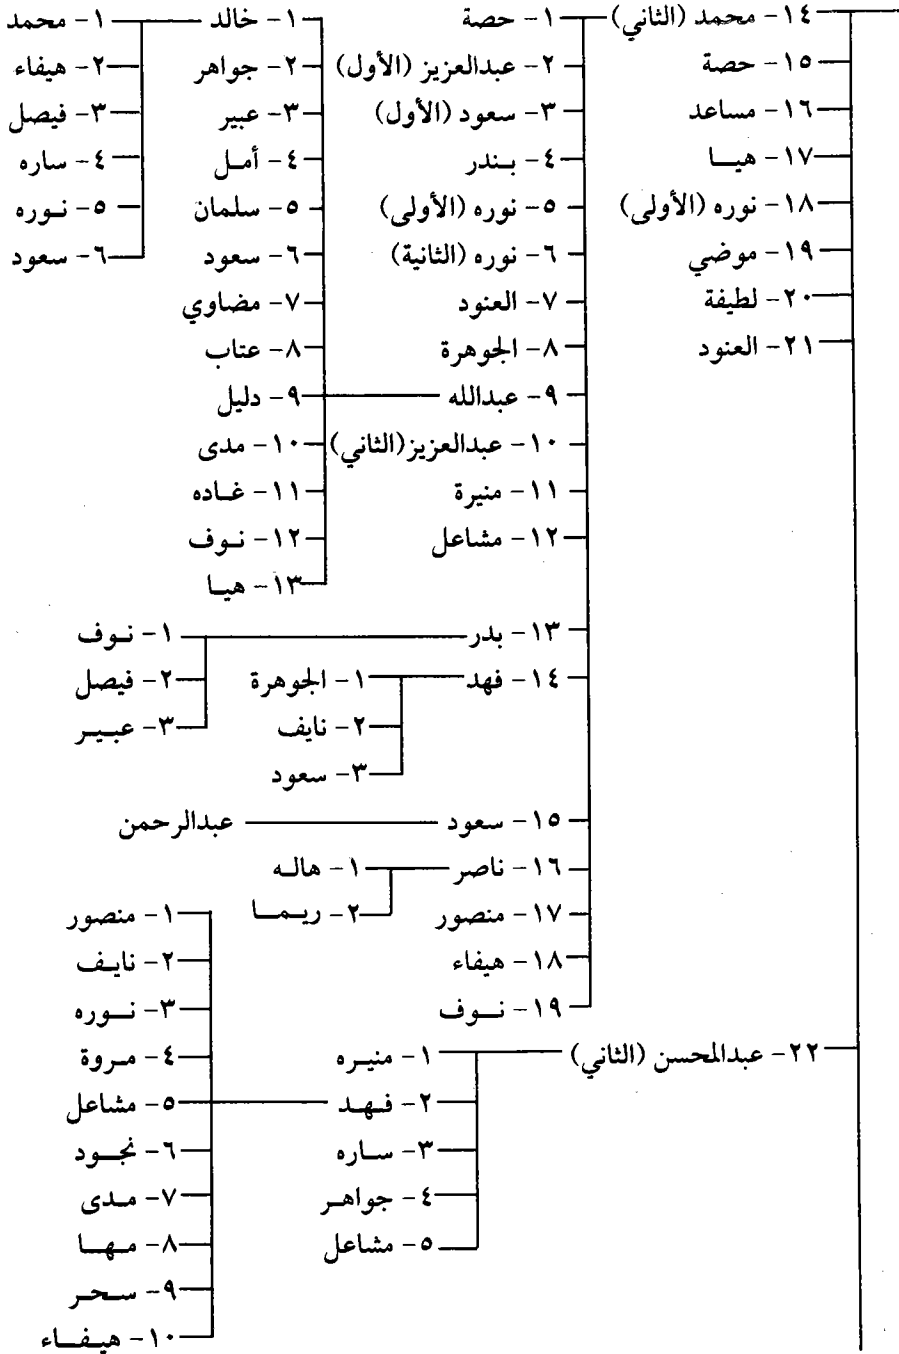 ١٤- محمد (الثاني) ١- حصة ١- خالد ١- محمد
١٥- حصة ٢- عبدالعزيز (الأول) ٢- جواهر ٢- هيفاء
١٦- مساعد ٣- سعود (الأول) ٣- عبير ٣- فيصل
١٧- هيا ٤- بندر ٤- أمل ٤- ساره
١٨- نوره (الأولى) ٥- نوره (الأولى) ٥- سلمان ٥- نوره
١٩- موضي ٦- نوره (الثانية) ٦- سعود ٦- سعود
٢٠- لطيفة ٧- العنود ٧- مضاوي
٢١- العنود ٨- الجوهرة ٨- عتاب
٩- عبدالله ٩- دليل
١٠- عبدالعزيز(الثاني) ١٠- مدى
١١- منيرة ١١- غاده
١٢- مشاعل ١٢- نوف
١٣- هيا
١٣- بدر ١- نوف
١٤- فهد ١- الجوهرة ٢- فيصل
٢- نايف ٣- عبير
٣- سعود
١٥- سعود عبدالرحمن
١٦- ناصر ١- هاله
١٧- منصور ٢- ريما ١- منصور
١٨- هيفاء ٢- نايف
١٩- نوف ٣- نوره
٢٢- عبدالمحسن (الثاني) ١- منيره ٤- مروة
٢- فهد ٥- مشاعل
٣- ساره ٦- نجود
٤- جواهر ٧- مدى
٥- مشاعل ٨- مها
٩- سحر
١٠- هيفاء